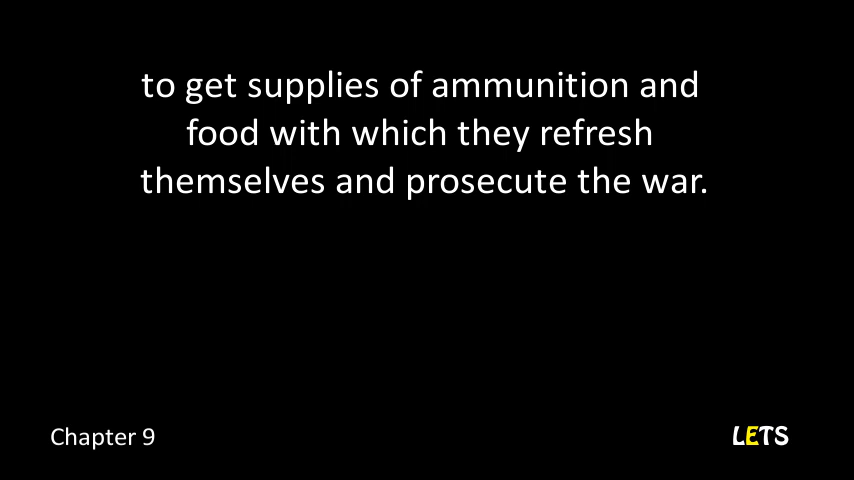 to get supplies of ammunition and
food with which they refresh
themselves and prosecute the war.
Chapter 9
LETS